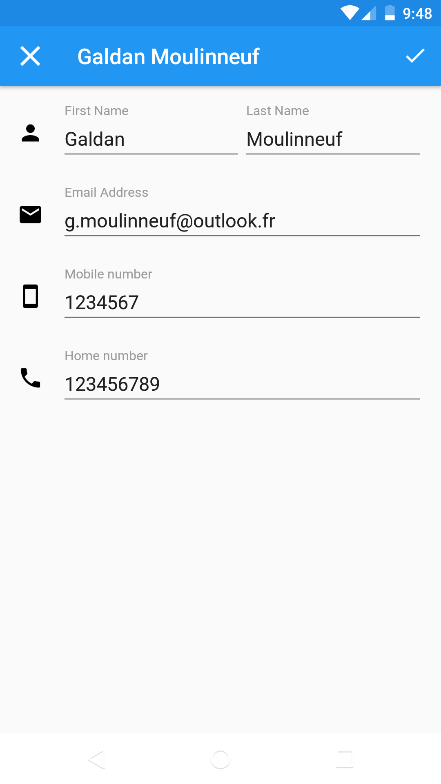 9:48
Galdan Moulinneuf
First Name Last Name
Galdan Moulinneuf
Email Address
g.moulinneuf@outlook.fr
Mobile number
1234567
Home number
123456789